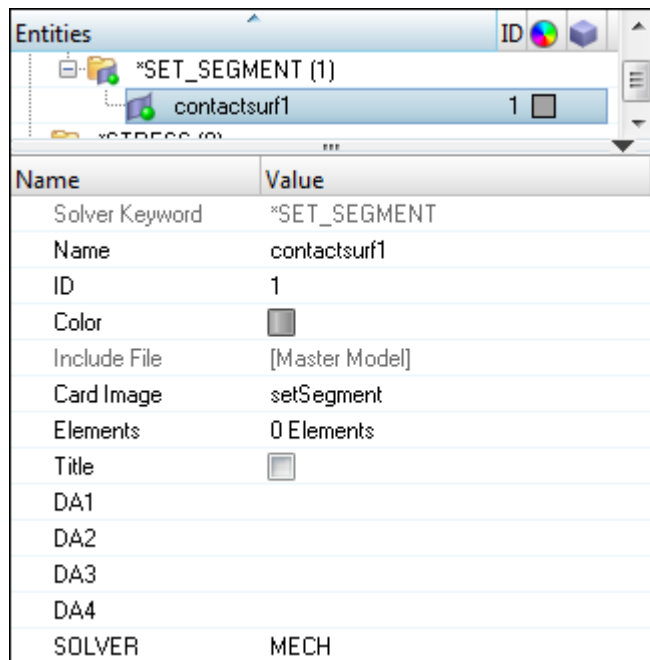 Entities ID
*SET_SEGMENT (1)
contactsurf1 1
Name Value
Solver Keyword *SET_SEGMENT
Name contactsurf1
ID 1
Color
Include File [Master Model]
Card Image setSegment
Elements 0 Elements
Title
DA1
DA2
DA3
DA4
SOLVER MECH